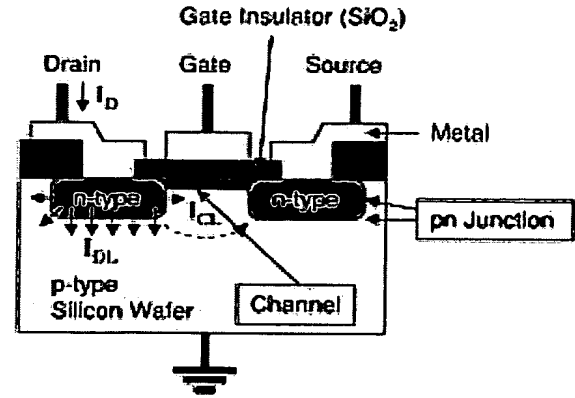 Gate Insulator (SiO₂)
Drain
Gate
Source
I_D
Metal
n-type
n-type
I_CL
pn Junction
I_DL
p-type
Silicon Wafer
Channel